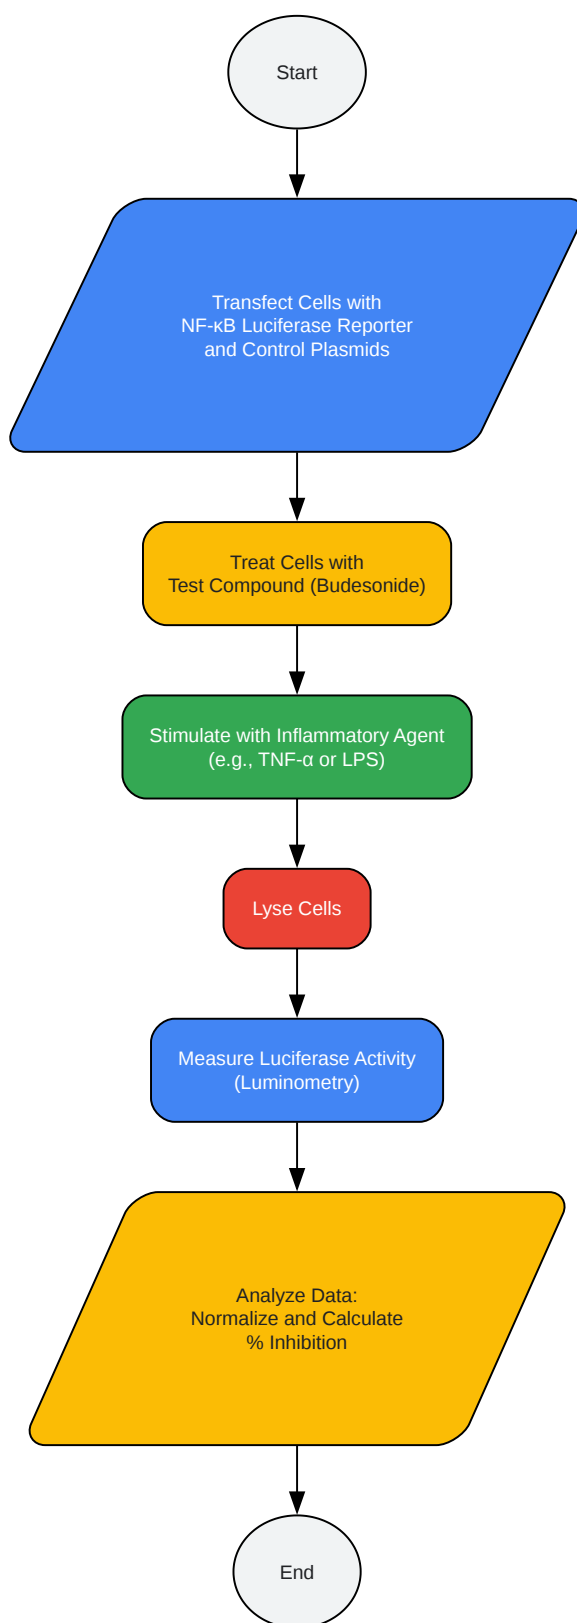 Start
Transfect Cells with
NF-κB Luciferase Reporter
and Control Plasmids
Treat Cells with
Test Compound (Budesonide)
Stimulate with Inflammatory Agent
(e.g., TNF-α or LPS)
Lyse Cells
Measure Luciferase Activity
(Luminometry)
Analyze Data:
Normalize and Calculate
% Inhibition
End